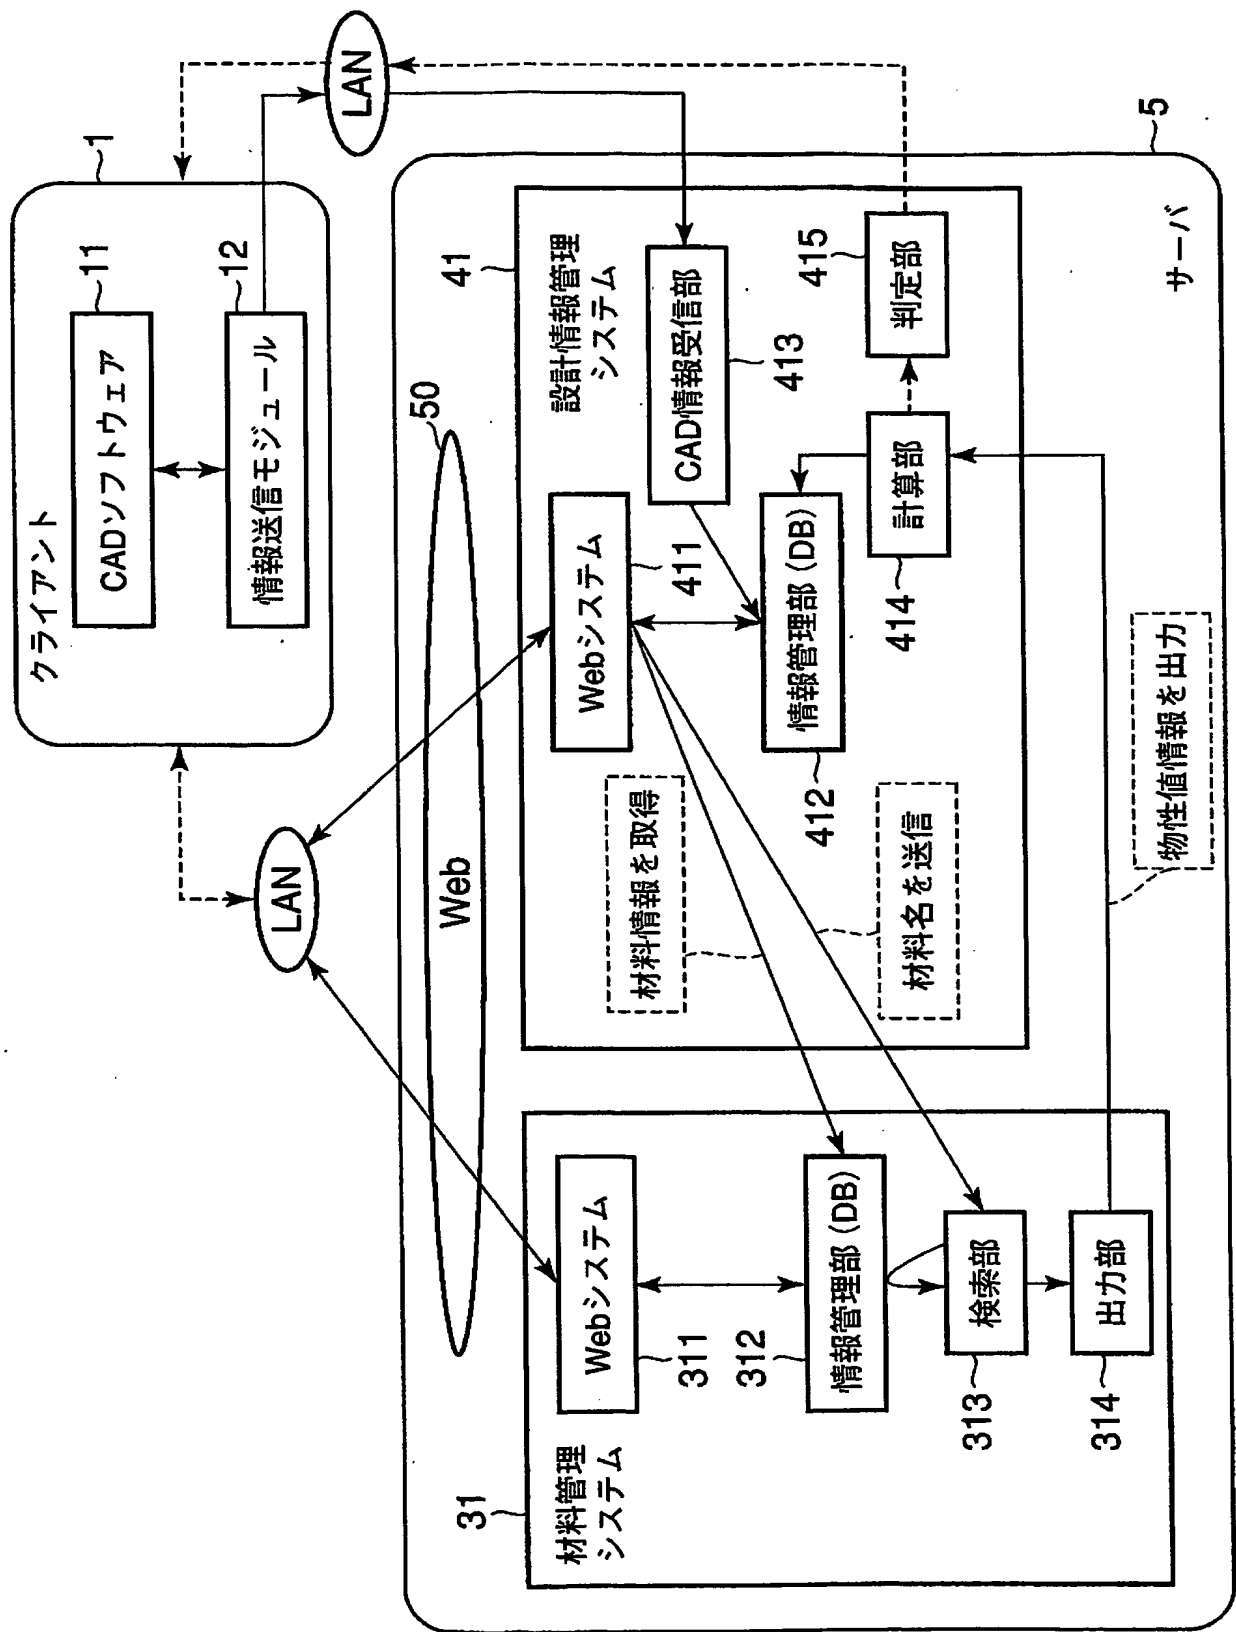 クライアント
1
CADソフトウェア
11
情報送信モジュール
12
LAN
LAN
Web
50
サーバ
5
材料管理
システム
31
Webシステム
311
情報管理部(DB)
312
検索部
313
出力部
314
設計情報管理
システム
41
Webシステム
411
CAD情報受信部
413
情報管理部(DB)
412
計算部
414
判定部
415
材料情報を取得
材料名を送信
物性値情報を出力